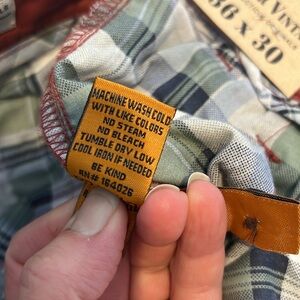 MACHINE WASH COLD
WITH LIKE COLORS
NO STEAM
NO BLEACH
TUMBLE DRY LOW
COOL IRON IF NEEDED
BE KIND
RN# 164026
36 x 30